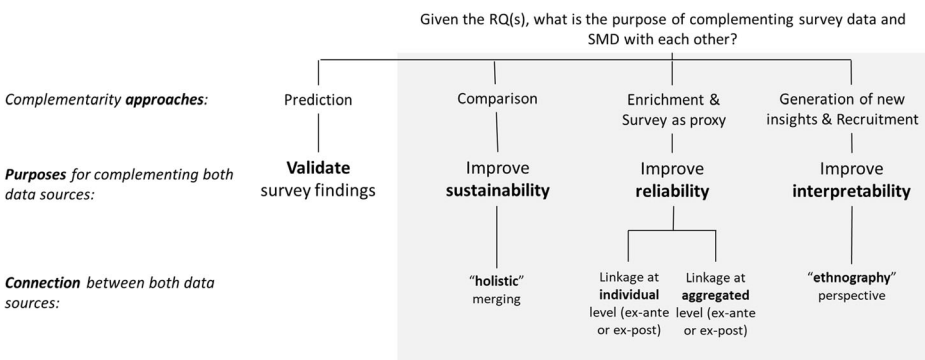 Given the RQ(s), what is the purpose of complementing survey data and
SMD with each other?
Complementarity approaches:
Prediction
Comparison
Enrichment &
Survey as proxy
Generation of new
insights & Recruitment
Purposes for complementing both
data sources:
Validate
survey findings
Improve
sustainability
Improve
reliability
Improve
interpretability
Connection between both data
sources:
“holistic”
merging
Linkage at
individual
level (ex-ante
or ex-post)
Linkage at
aggregated
level (ex-ante
or ex-post)
“ethnography”
perspective